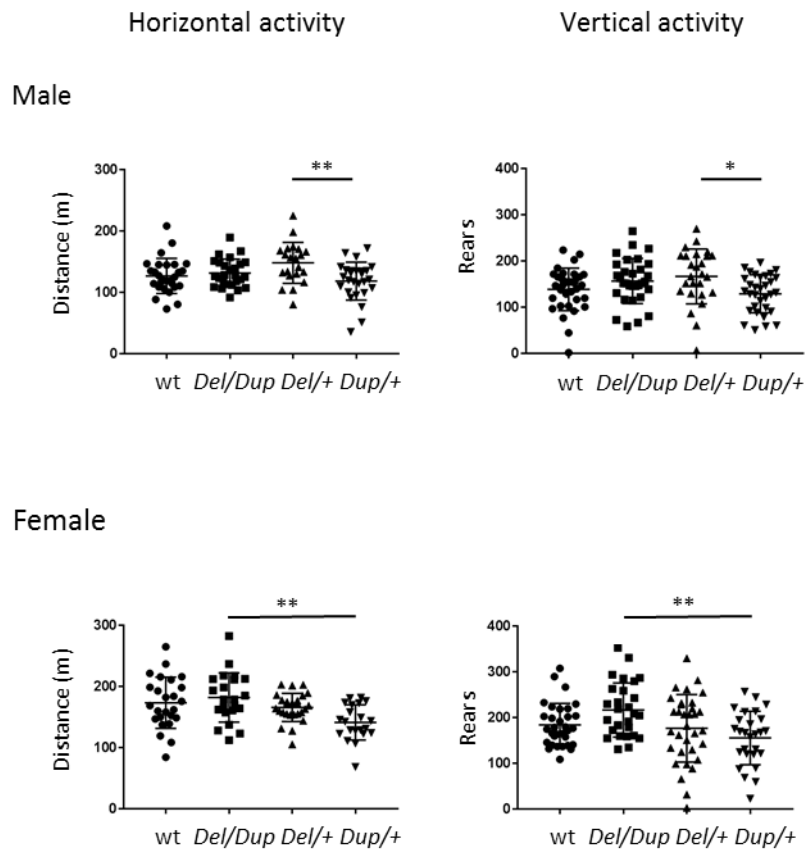 Horizontal activity Vertical activity
Male
300
200
100
0
Distance (m)
**
wt Del/Dup Del/+ Dup/+
400
300
200
100
0
Rear s
*
wt Del/Dup Del/+ Dup/+
Female
300
200
100
0
Distance (m)
**
wt Del/Dup Del/+ Dup/+
400
300
200
100
0
Rear s
**
wt Del/Dup Del/+ Dup/+